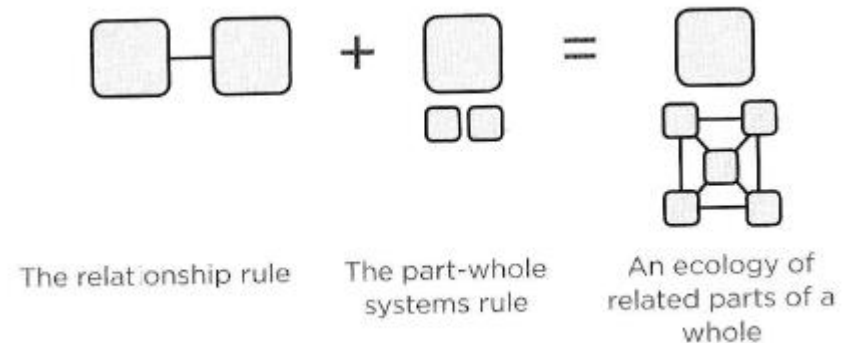 +
=
The relationship rule
The part-whole
systems rule
An ecology of
related parts of a
whole